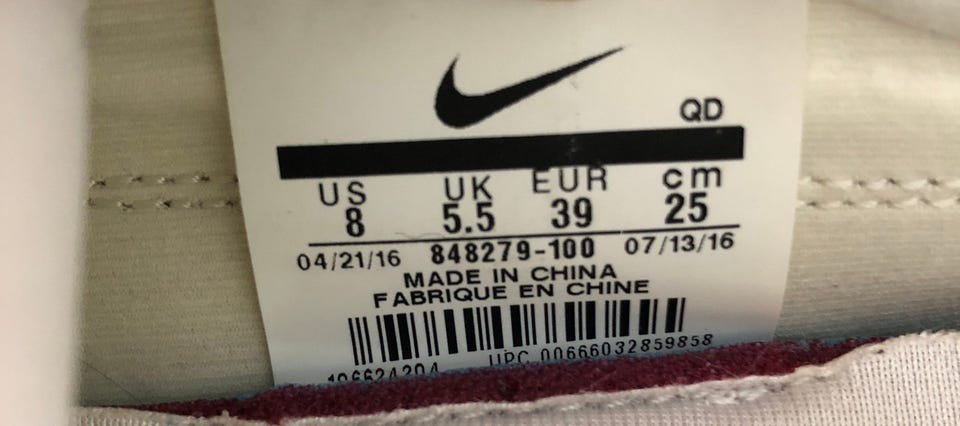 QD
US UK EUR cm
8 5.5 39 25
04/21/16 848279-100 07/13/16
MADE IN CHINA
FABRIQUE EN CHINE
UPC 00666032859858